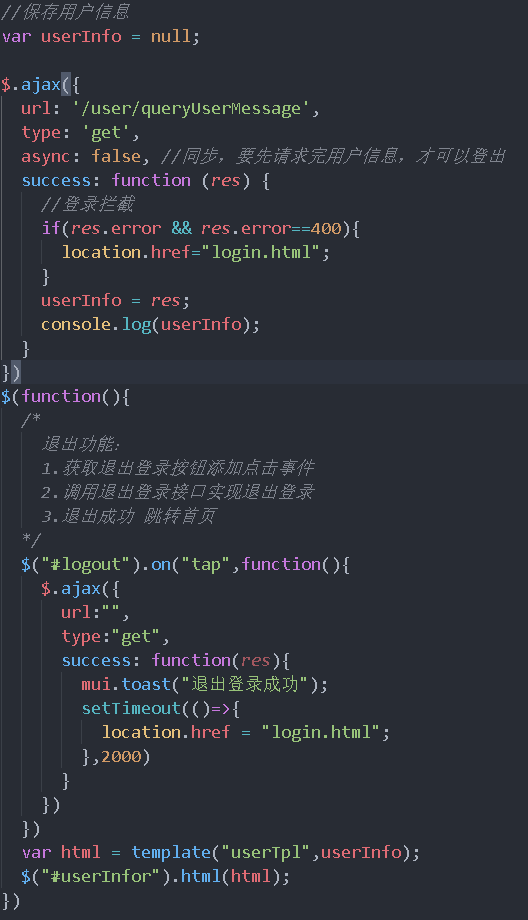 //保存用户信息
var userInfo = null;
$.ajax({
url: '/user/queryUserMessage',
type: 'get',
async: false, //同步，要先请求完用户信息，才可以登出
success: function (res) {
//登录拦截
if(res.error && res.error==400){
location.href="login.html";
}
userInfo = res;
console.log(userInfo);
}
})
$(function(){
/*
退出功能：
1.获取退出登录按钮添加点击事件
2.调用退出登录接口实现退出登录
3.退出成功 跳转首页
*/
$("#logout").on("tap",function(){
$.ajax({
url:"",
type:"get",
success: function(res){
mui.toast("退出登录成功");
setTimeout(()=>{
location.href = "login.html";
},2000)
}
})
})
var html = template("userTpl",userInfo);
$("#userInfor").html(html);
})